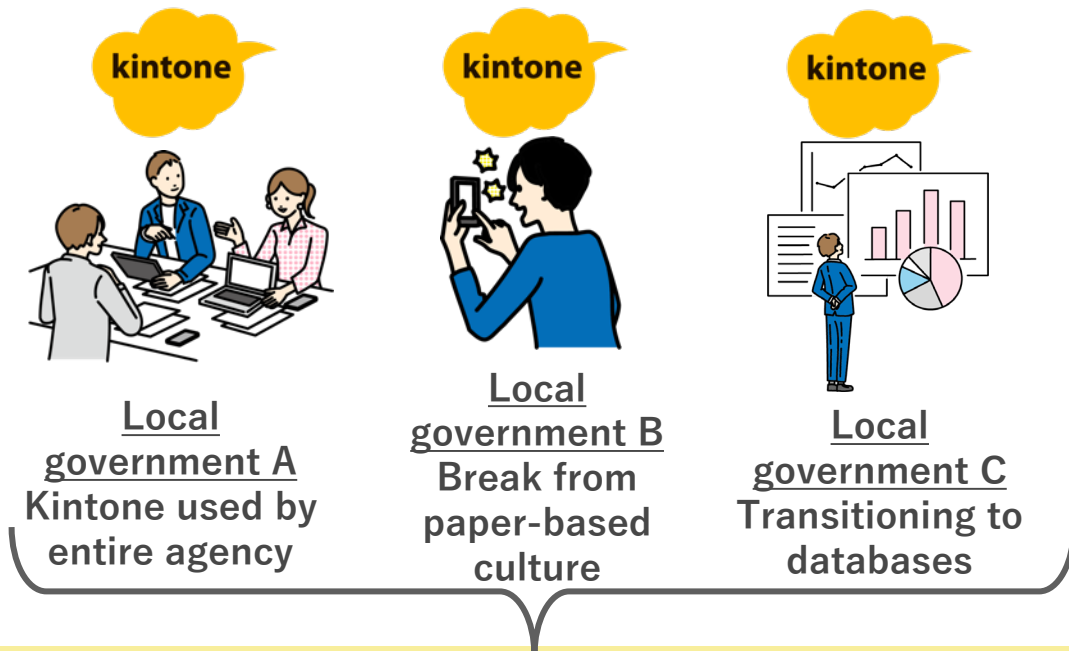 kintone
kintone
kintone
Local
government A
Kintone used by
entire agency
Local
government B
Break from
paper-based
culture
Local
government C
Transitioning to
databases